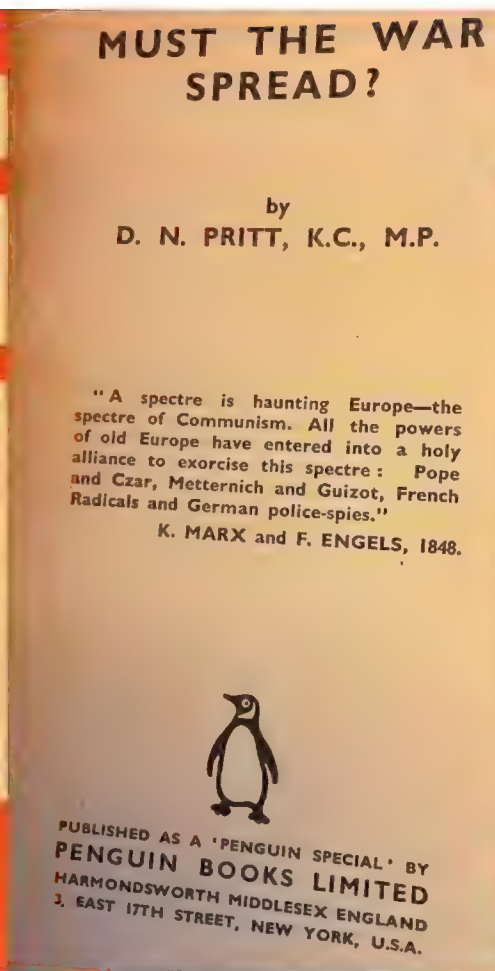 MUST THE WAR
SPREAD?
by
D. N. PRITT, K.C., M.P.
"A spectre is haunting Europe—the
spectre of Communism. All the powers
of old Europe have entered into a holy
alliance to exorcise this spectre : Pope
and Czar, Metternich and Guizot, French
Radicals and German police-spies."
K. MARX and F. ENGELS, 1848.
PUBLISHED AS A 'PENGUIN SPECIAL' BY
PENGUIN BOOKS LIMITED
HARMONDSWORTH MIDDLESEX ENGLAND
3, EAST 17TH STREET, NEW YORK, U.S.A.